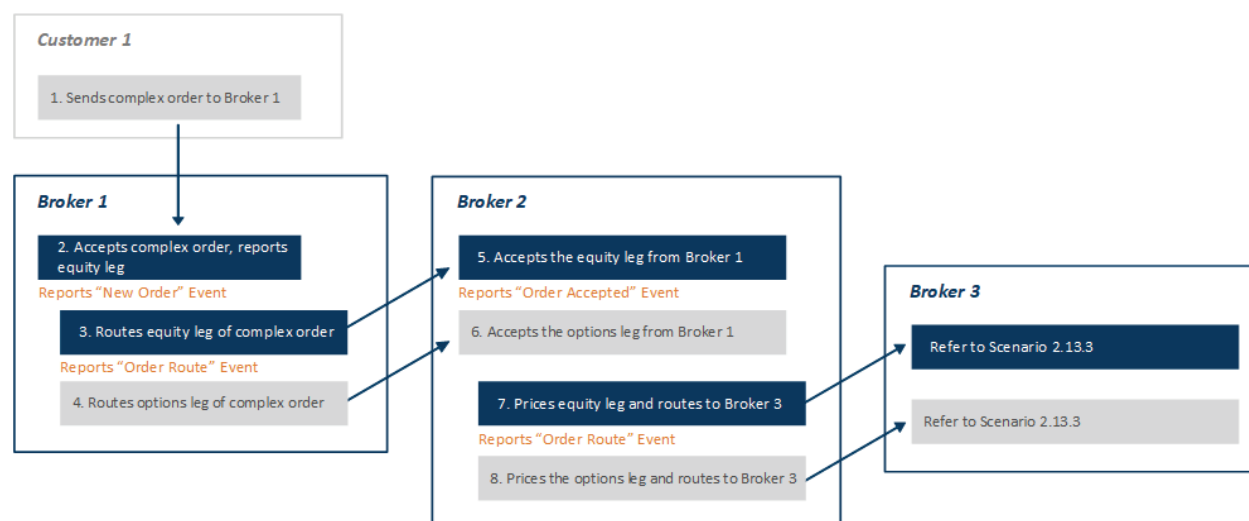 Customer 1
1. Sends complex order to Broker 1
Broker 1
2. Accepts complex order, reports
equity leg
Reports “New Order” Event
3. Routes equity leg of complex order
Reports “Order Route” Event
4. Routes options leg of complex order
Broker 2
5. Accepts the equity leg from Broker 1
Reports “Order Accepted” Event
6. Accepts the options leg from Broker 1
7. Prices equity leg and routes to Broker 3
Reports “Order Route” Event
8. Prices the options leg and routes to Broker 3
Broker 3
Refer to Scenario 2.13.3
Refer to Scenario 2.13.3